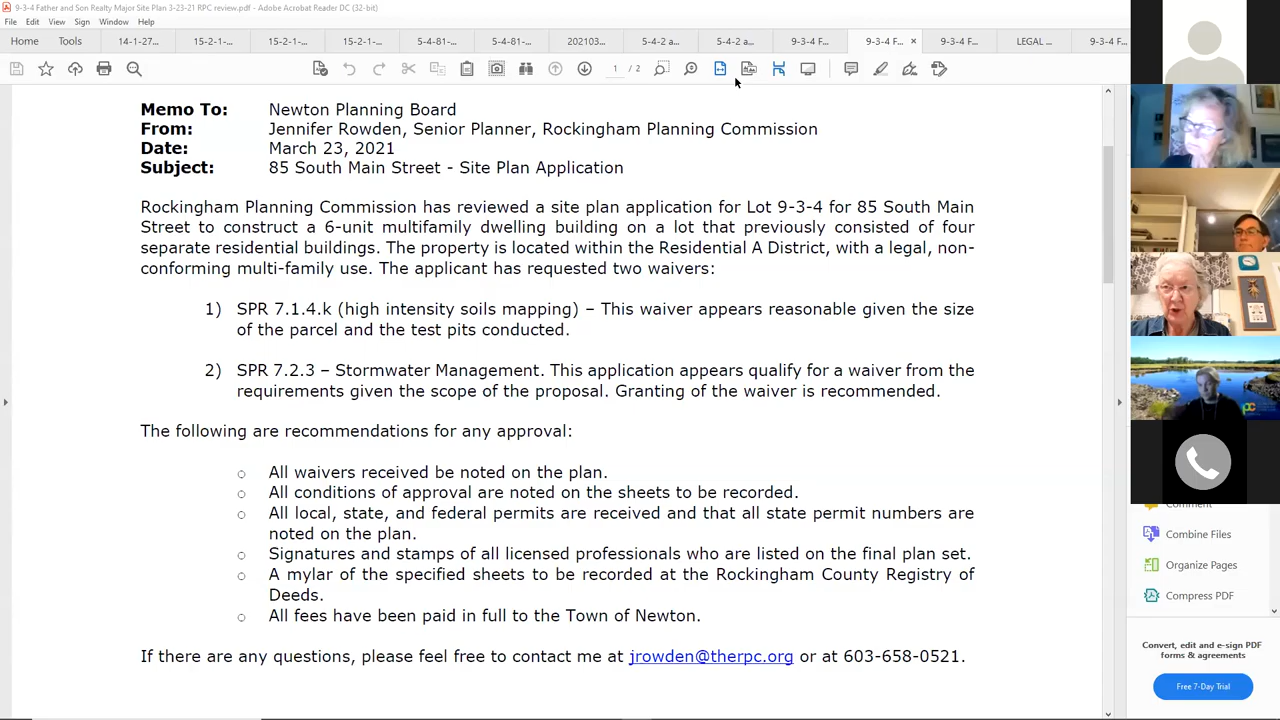 9-3-4 Father and Son Realty Major Site Plan 3-23-21 RPC review.pdf - Adobe Acrobat Reader DC (32-bit)
File Edit View Sign Window Help
Home Tools 14-1-27... 15-2-1-... 15-2-1-... 15-2-1-... 5-4-81-... 5-4-81-... 202103... 5-4-2 a... 5-4-2 a... 9-3-4 F... 9-3-4 F... × 9-3-4 F... LEGAL ... 9-3-4 F...
1 / 2
Memo To: Newton Planning Board
From: Jennifer Rowden, Senior Planner, Rockingham Planning Commission
Date: March 23, 2021
Subject: 85 South Main Street - Site Plan Application
Rockingham Planning Commission has reviewed a site plan application for Lot 9-3-4 for 85 South Main
Street to construct a 6-unit multifamily dwelling building on a lot that previously consisted of four
separate residential buildings. The property is located within the Residential A District, with a legal, non-
conforming multi-family use. The applicant has requested two waivers:
1) SPR 7.1.4.k (high intensity soils mapping) – This waiver appears reasonable given the size
of the parcel and the test pits conducted.
2) SPR 7.2.3 – Stormwater Management. This application appears qualify for a waiver from the
requirements given the scope of the proposal. Granting of the waiver is recommended.
The following are recommendations for any approval:
○ All waivers received be noted on the plan.
○ All conditions of approval are noted on the sheets to be recorded.
○ All local, state, and federal permits are received and that all state permit numbers are
noted on the plan.
○ Signatures and stamps of all licensed professionals who are listed on the final plan set.
○ A mylar of the specified sheets to be recorded at the Rockingham County Registry of
Deeds.
○ All fees have been paid in full to the Town of Newton.
If there are any questions, please feel free to contact me at jrowden@therpc.org or at 603-658-0521.
Comment
Combine Files
Organize Pages
Compress PDF
Convert, edit and e-sign PDF
forms & agreements
Free 7-Day Trial